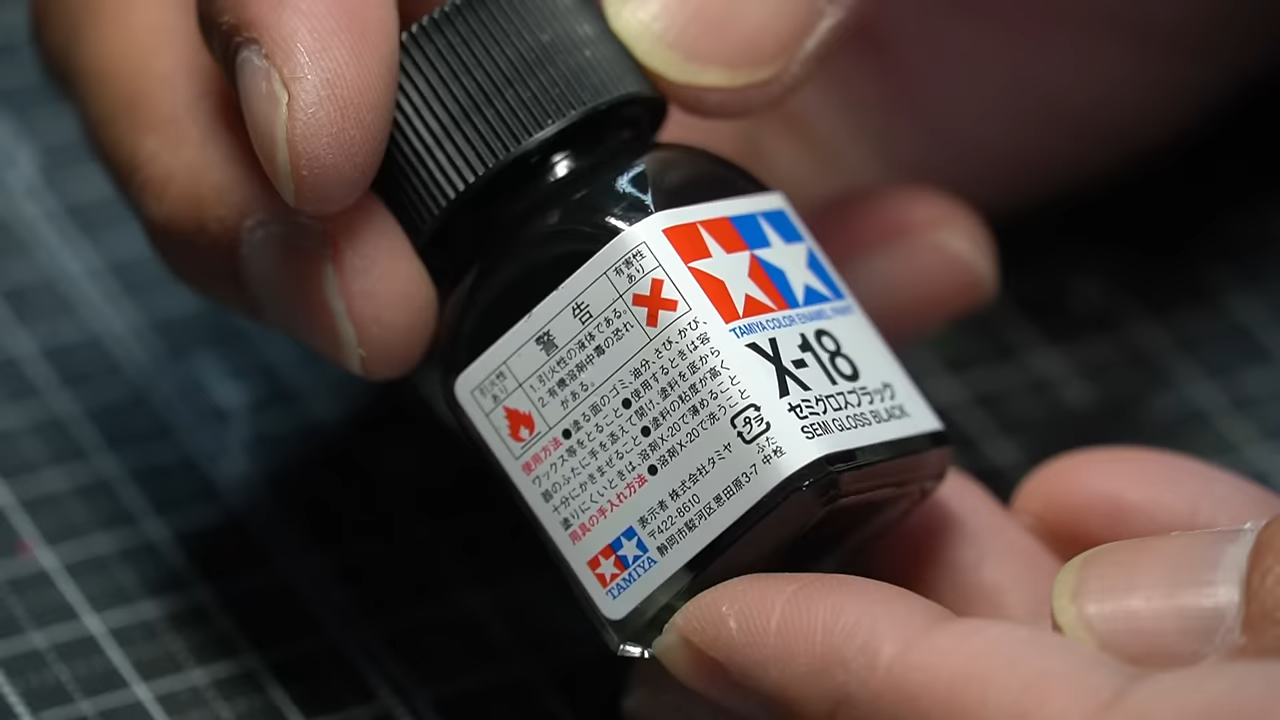 引火性
あり
警告
有害性
あり
1.引火性の液体である。
2.有機溶剤中毒の恐れ
がある。
使用方法 ●塗る面のゴミ、油分、さび、かび、
ワックス等をとること ●使用するときは容
器のふたに手を添えて開け、塗料を底から
十分にかきまぜること ●塗料の粘度が高く
塗りにくいときは、溶剤X-20で薄めること
用具の手入れ方法 ●溶剤X-20で洗うこと
表示者 株式会社タミヤ
〒422-8610
静岡市駿河区恩田原3-7
プラ
ふた
中栓
TAMIYA
TAMIYA COLOR ENAMEL PAINT
X-18
セミグロスブラック
SEMI GLOSS BLACK